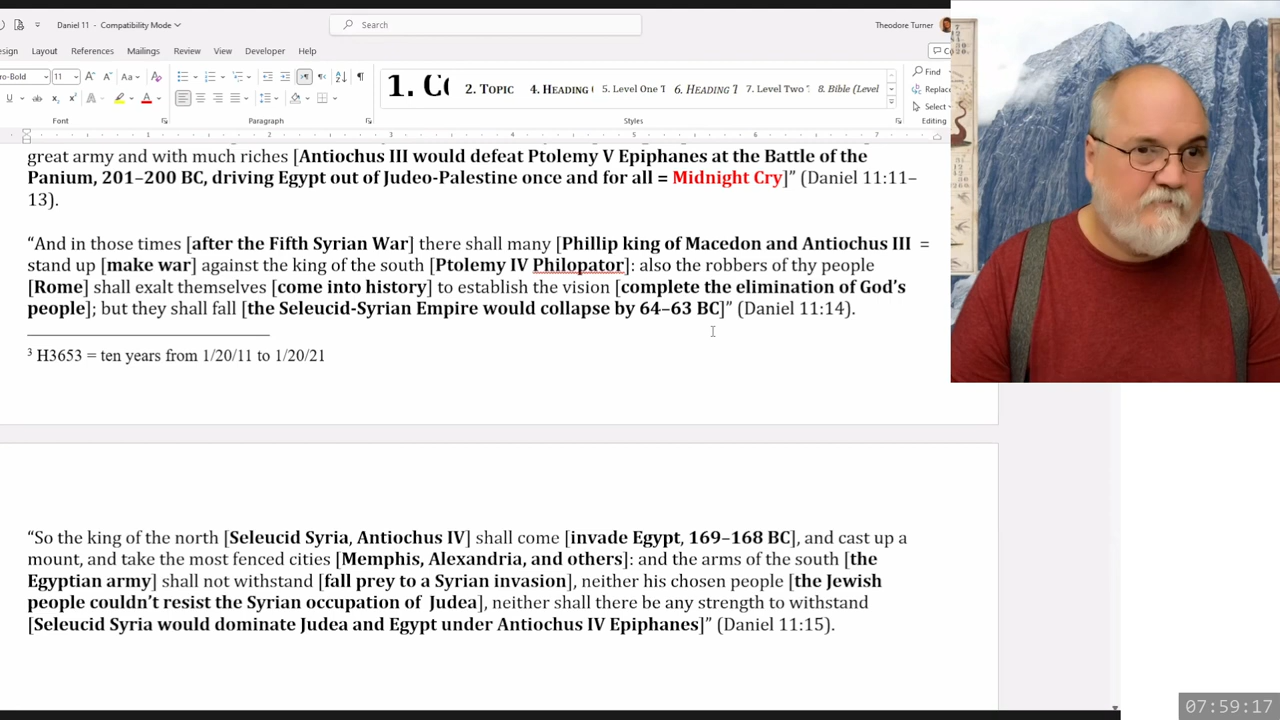 Daniel 11 - Compatibility Mode
Search
Theodore Turner
sign Layout References Mailings Review View Developer Help
ro-Bold 11 Aa
Find
1. C 2. TOPIC 4. HEADING 5. Level One T 6. HEADING T 7. Level Two 8. Bible (Level
Replace
Select
Font Paragraph Styles Editing
1 2 3 4 5 6 7
great army and with much riches [Antiochus III would defeat Ptolemy V Epiphanes at the Battle of the
Panium, 201–200 BC, driving Egypt out of Judeo-Palestine once and for all = Midnight Cry]” (Daniel 11:11–
13).
“And in those times [after the Fifth Syrian War] there shall many [Phillip king of Macedon and Antiochus III =
stand up [make war] against the king of the south [Ptolemy IV Philopator]: also the robbers of thy people
[Rome] shall exalt themselves [come into history] to establish the vision [complete the elimination of God’s
people]; but they shall fall [the Seleucid-Syrian Empire would collapse by 64–63 BC]” (Daniel 11:14).
3 H3653 = ten years from 1/20/11 to 1/20/21
“So the king of the north [Seleucid Syria, Antiochus IV] shall come [invade Egypt, 169–168 BC], and cast up a
mount, and take the most fenced cities [Memphis, Alexandria, and others]: and the arms of the south [the
Egyptian army] shall not withstand [fall prey to a Syrian invasion], neither his chosen people [the Jewish
people couldn’t resist the Syrian occupation of Judea], neither shall there be any strength to withstand
[Seleucid Syria would dominate Judea and Egypt under Antiochus IV Epiphanes]” (Daniel 11:15).
07:59:17